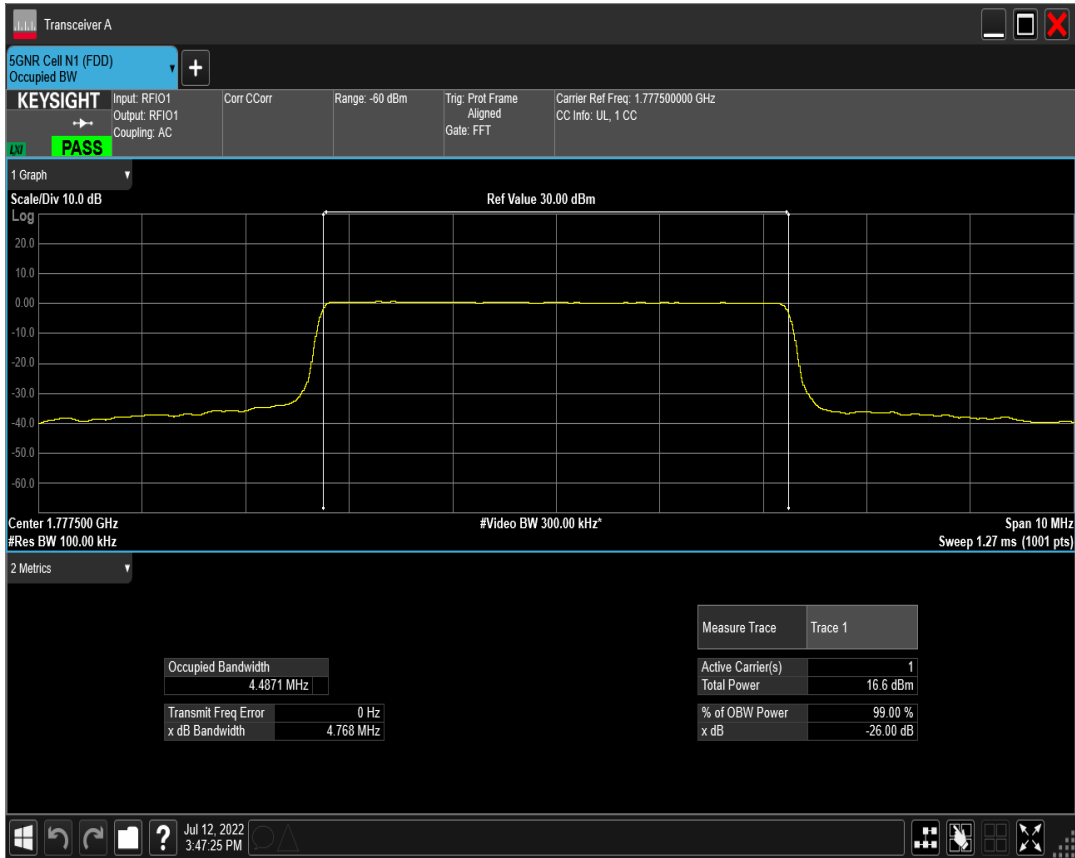 Transceiver A
5GNR Cell N1 (FDD)
Occupied BW
+
KEYSIGHT
LXI
PASS
Input: RFIO1
Output: RFIO1
Coupling: AC
Corr CCorr
Range: -60 dBm
Trig: Prot Frame
Aligned
Gate: FFT
Carrier Ref Freq: 1.777500000 GHz
CC Info: UL, 1 CC
1 Graph
Scale/Div 10.0 dB
Ref Value 30.00 dBm
Log
20.0
10.0
0.00
-10.0
-20.0
-30.0
-40.0
-50.0
-60.0
Center 1.777500 GHz
#Video BW 300.00 kHz*
Span 10 MHz
#Res BW 100.00 kHz
Sweep 1.27 ms (1001 pts)
2 Metrics
Measure Trace Trace 1
Occupied Bandwidth
4.4871 MHz
Active Carrier(s) 1
Total Power 16.6 dBm
Transmit Freq Error 0 Hz
x dB Bandwidth 4.768 MHz
% of OBW Power 99.00 %
x dB -26.00 dB
?
Jul 12, 2022
3:47:25 PM